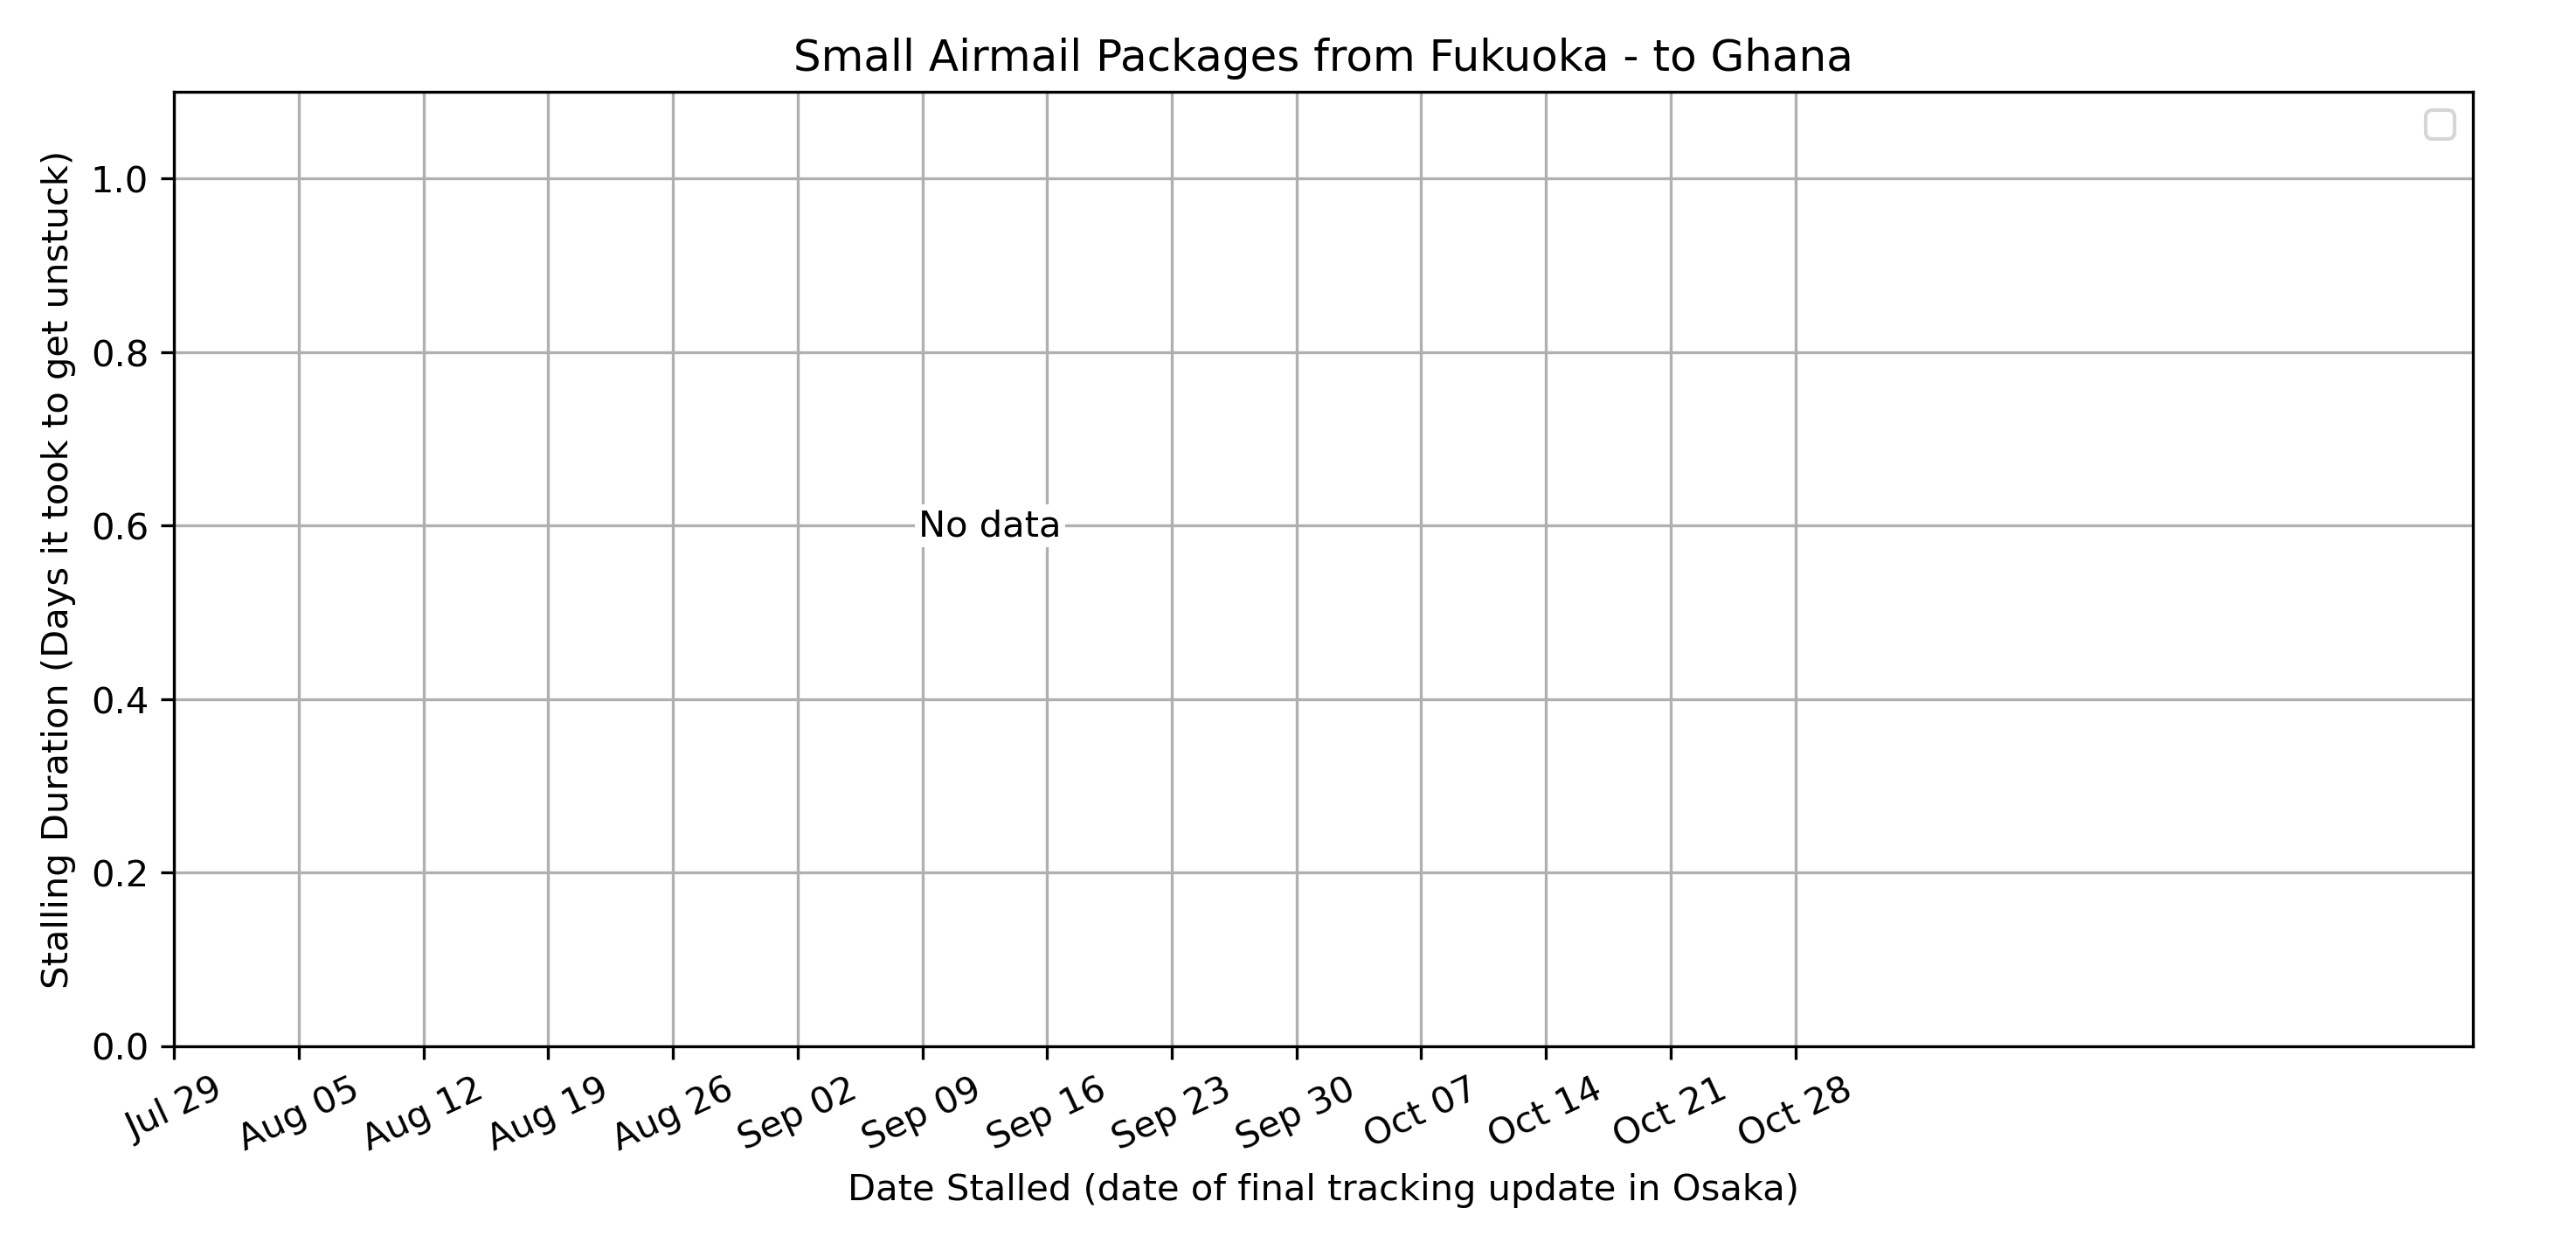 Small Airmail Packages from Fukuoka - to Ghana
Stalling Duration (Days it took to get unstuck)
1.0
0.8
0.6
0.4
0.2
0.0
No data
Jul 29
Aug 05
Aug 12
Aug 19
Aug 26
Sep 02
Sep 09
Sep 16
Sep 23
Sep 30
Oct 07
Oct 14
Oct 21
Oct 28
Date Stalled (date of final tracking update in Osaka)